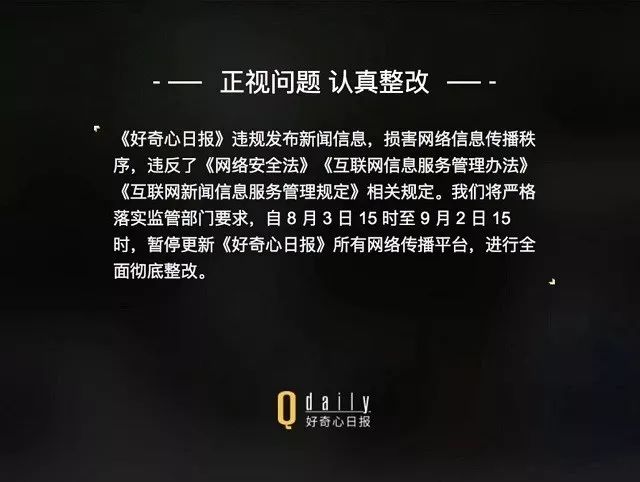 正视问题 认真整改
《好奇心日报》违规发布新闻信息，损害网络信息传播秩
序，违反了《网络安全法》《互联网信息服务管理办法》
《互联网新闻信息服务管理规定》相关规定。我们将严格
落实监管部门要求，自 8 月 3 日 15 时至 9 月 2 日 15
时，暂停更新《好奇心日报》所有网络传播平台，进行全
面彻底整改。
Q daily
好奇心日报